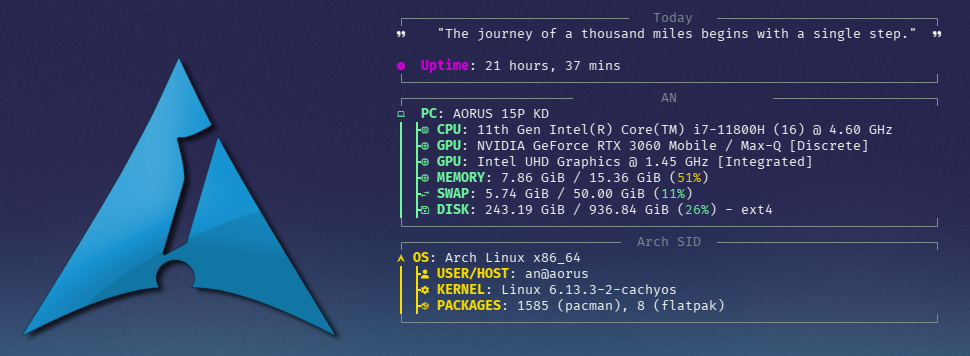 Today
"The journey of a thousand miles begins with a single step."
Uptime: 21 hours, 37 mins
AN
PC: AORUS 15P KD
CPU: 11th Gen Intel(R) Core(TM) i7-11800H (16) @ 4.60 GHz
GPU: NVIDIA GeForce RTX 3060 Mobile / Max-Q [Discrete]
GPU: Intel UHD Graphics @ 1.45 GHz [Integrated]
MEMORY: 7.86 GiB / 15.36 GiB (51%)
SWAP: 5.74 GiB / 50.00 GiB (11%)
DISK: 243.19 GiB / 936.84 GiB (26%) - ext4
Arch SID
OS: Arch Linux x86_64
USER/HOST: an@aorus
KERNEL: Linux 6.13.3-2-cachyos
PACKAGES: 1585 (pacman), 8 (flatpak)